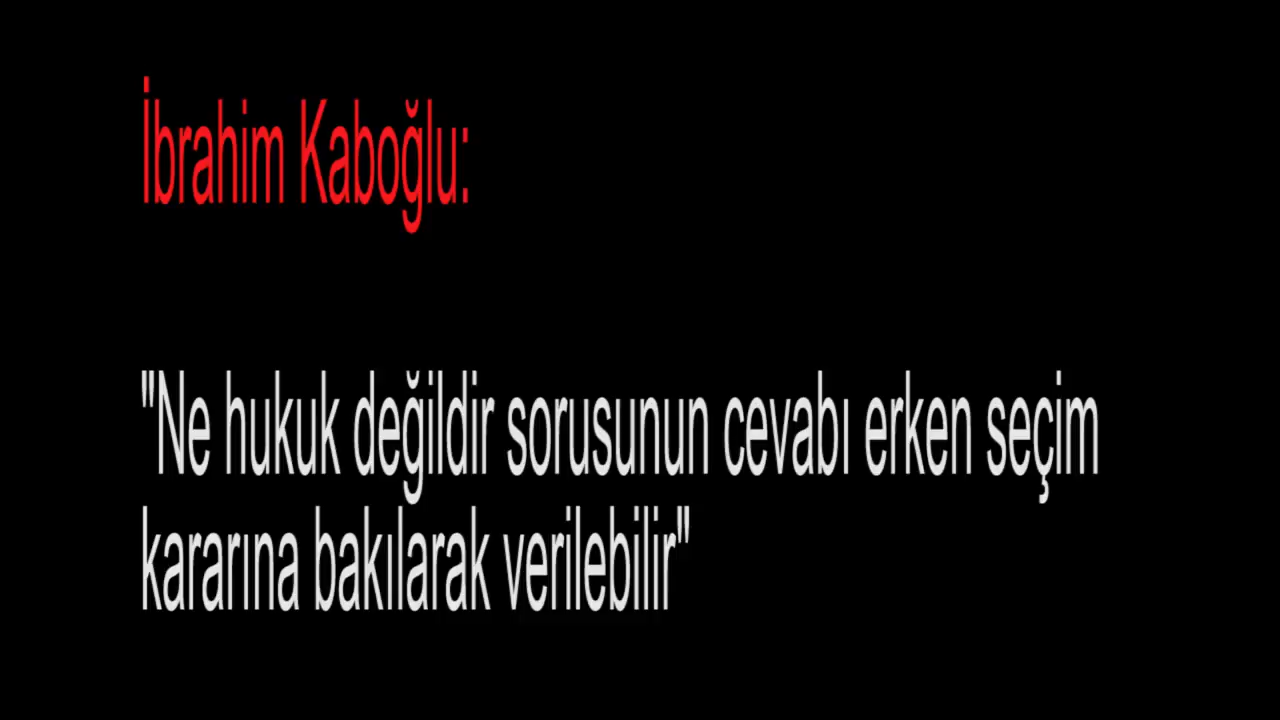 İbrahim Kaboğlu:
"Ne hukuk değildir sorusunun cevabı erken seçim
kararına bakılarak verilebilir"